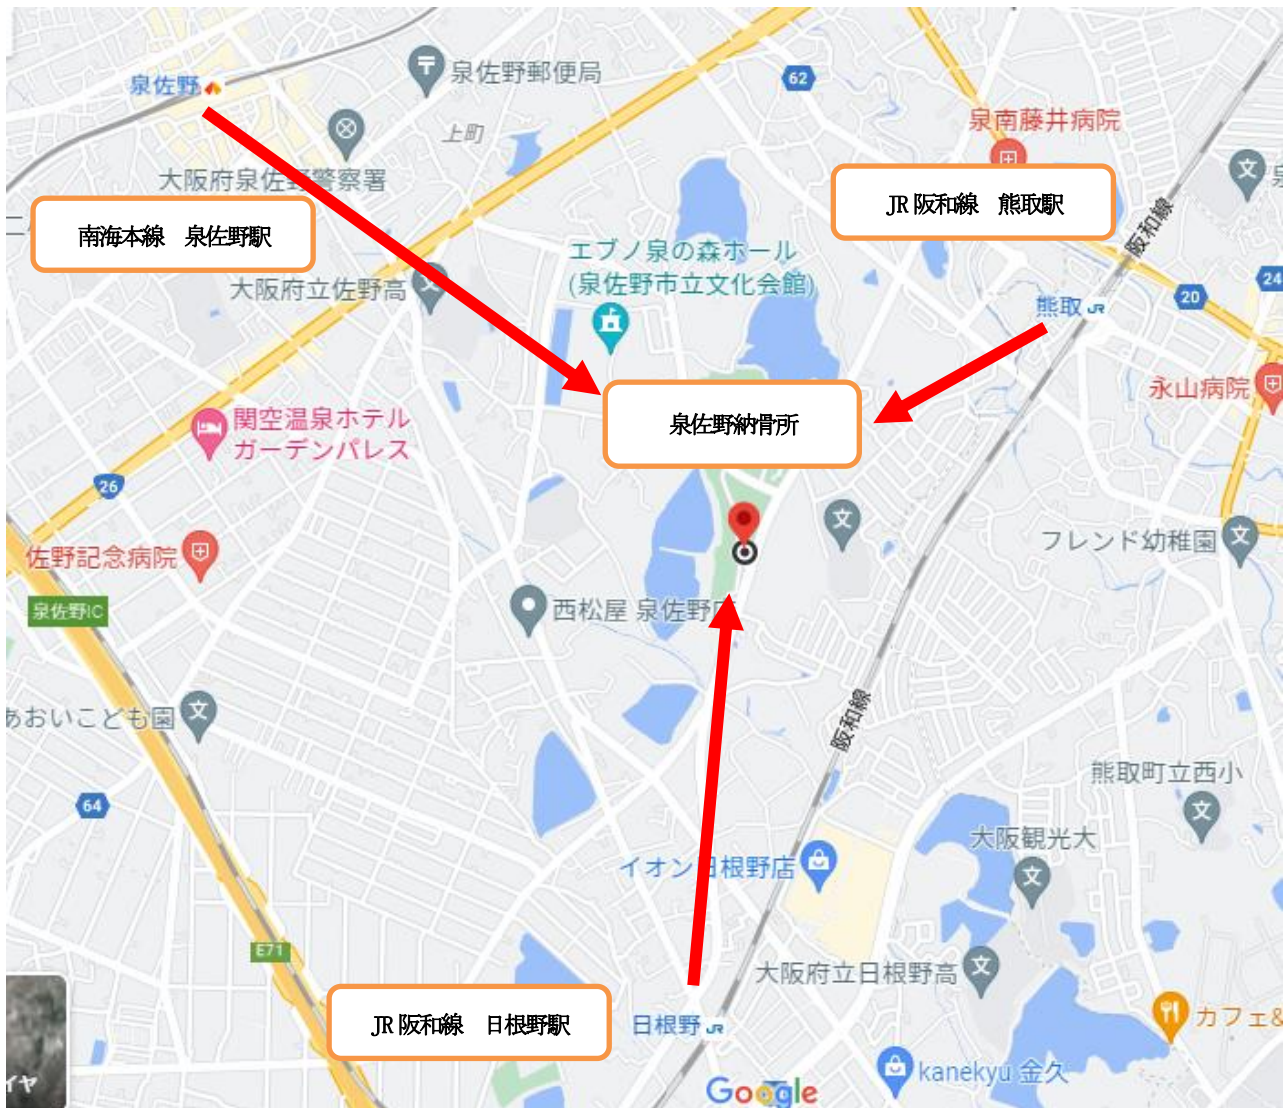 泉佐野
泉佐野郵便局
62
泉南藤井病院
上町
大阪府泉佐野警察署
JR阪和線　熊取駅
南海本線　泉佐野駅
阪和線
エブノ泉の森ホール
(泉佐野市立文化会館)
大阪府立佐野高
24
20
熊取 JR
永山病院
泉佐野納骨所
関空温泉ホテル
ガーデンパレス
26
フレンド幼稚園
佐野記念病院
泉佐野IC
西松屋 泉佐野
あおいこども園
阪和線
熊取町立西小
64
大阪観光大
イオン日根野店
E71
大阪府立日根野高
JR阪和線　日根野駅
日根野 JR
カフェ&
イヤ
kanekyu 金久
Google